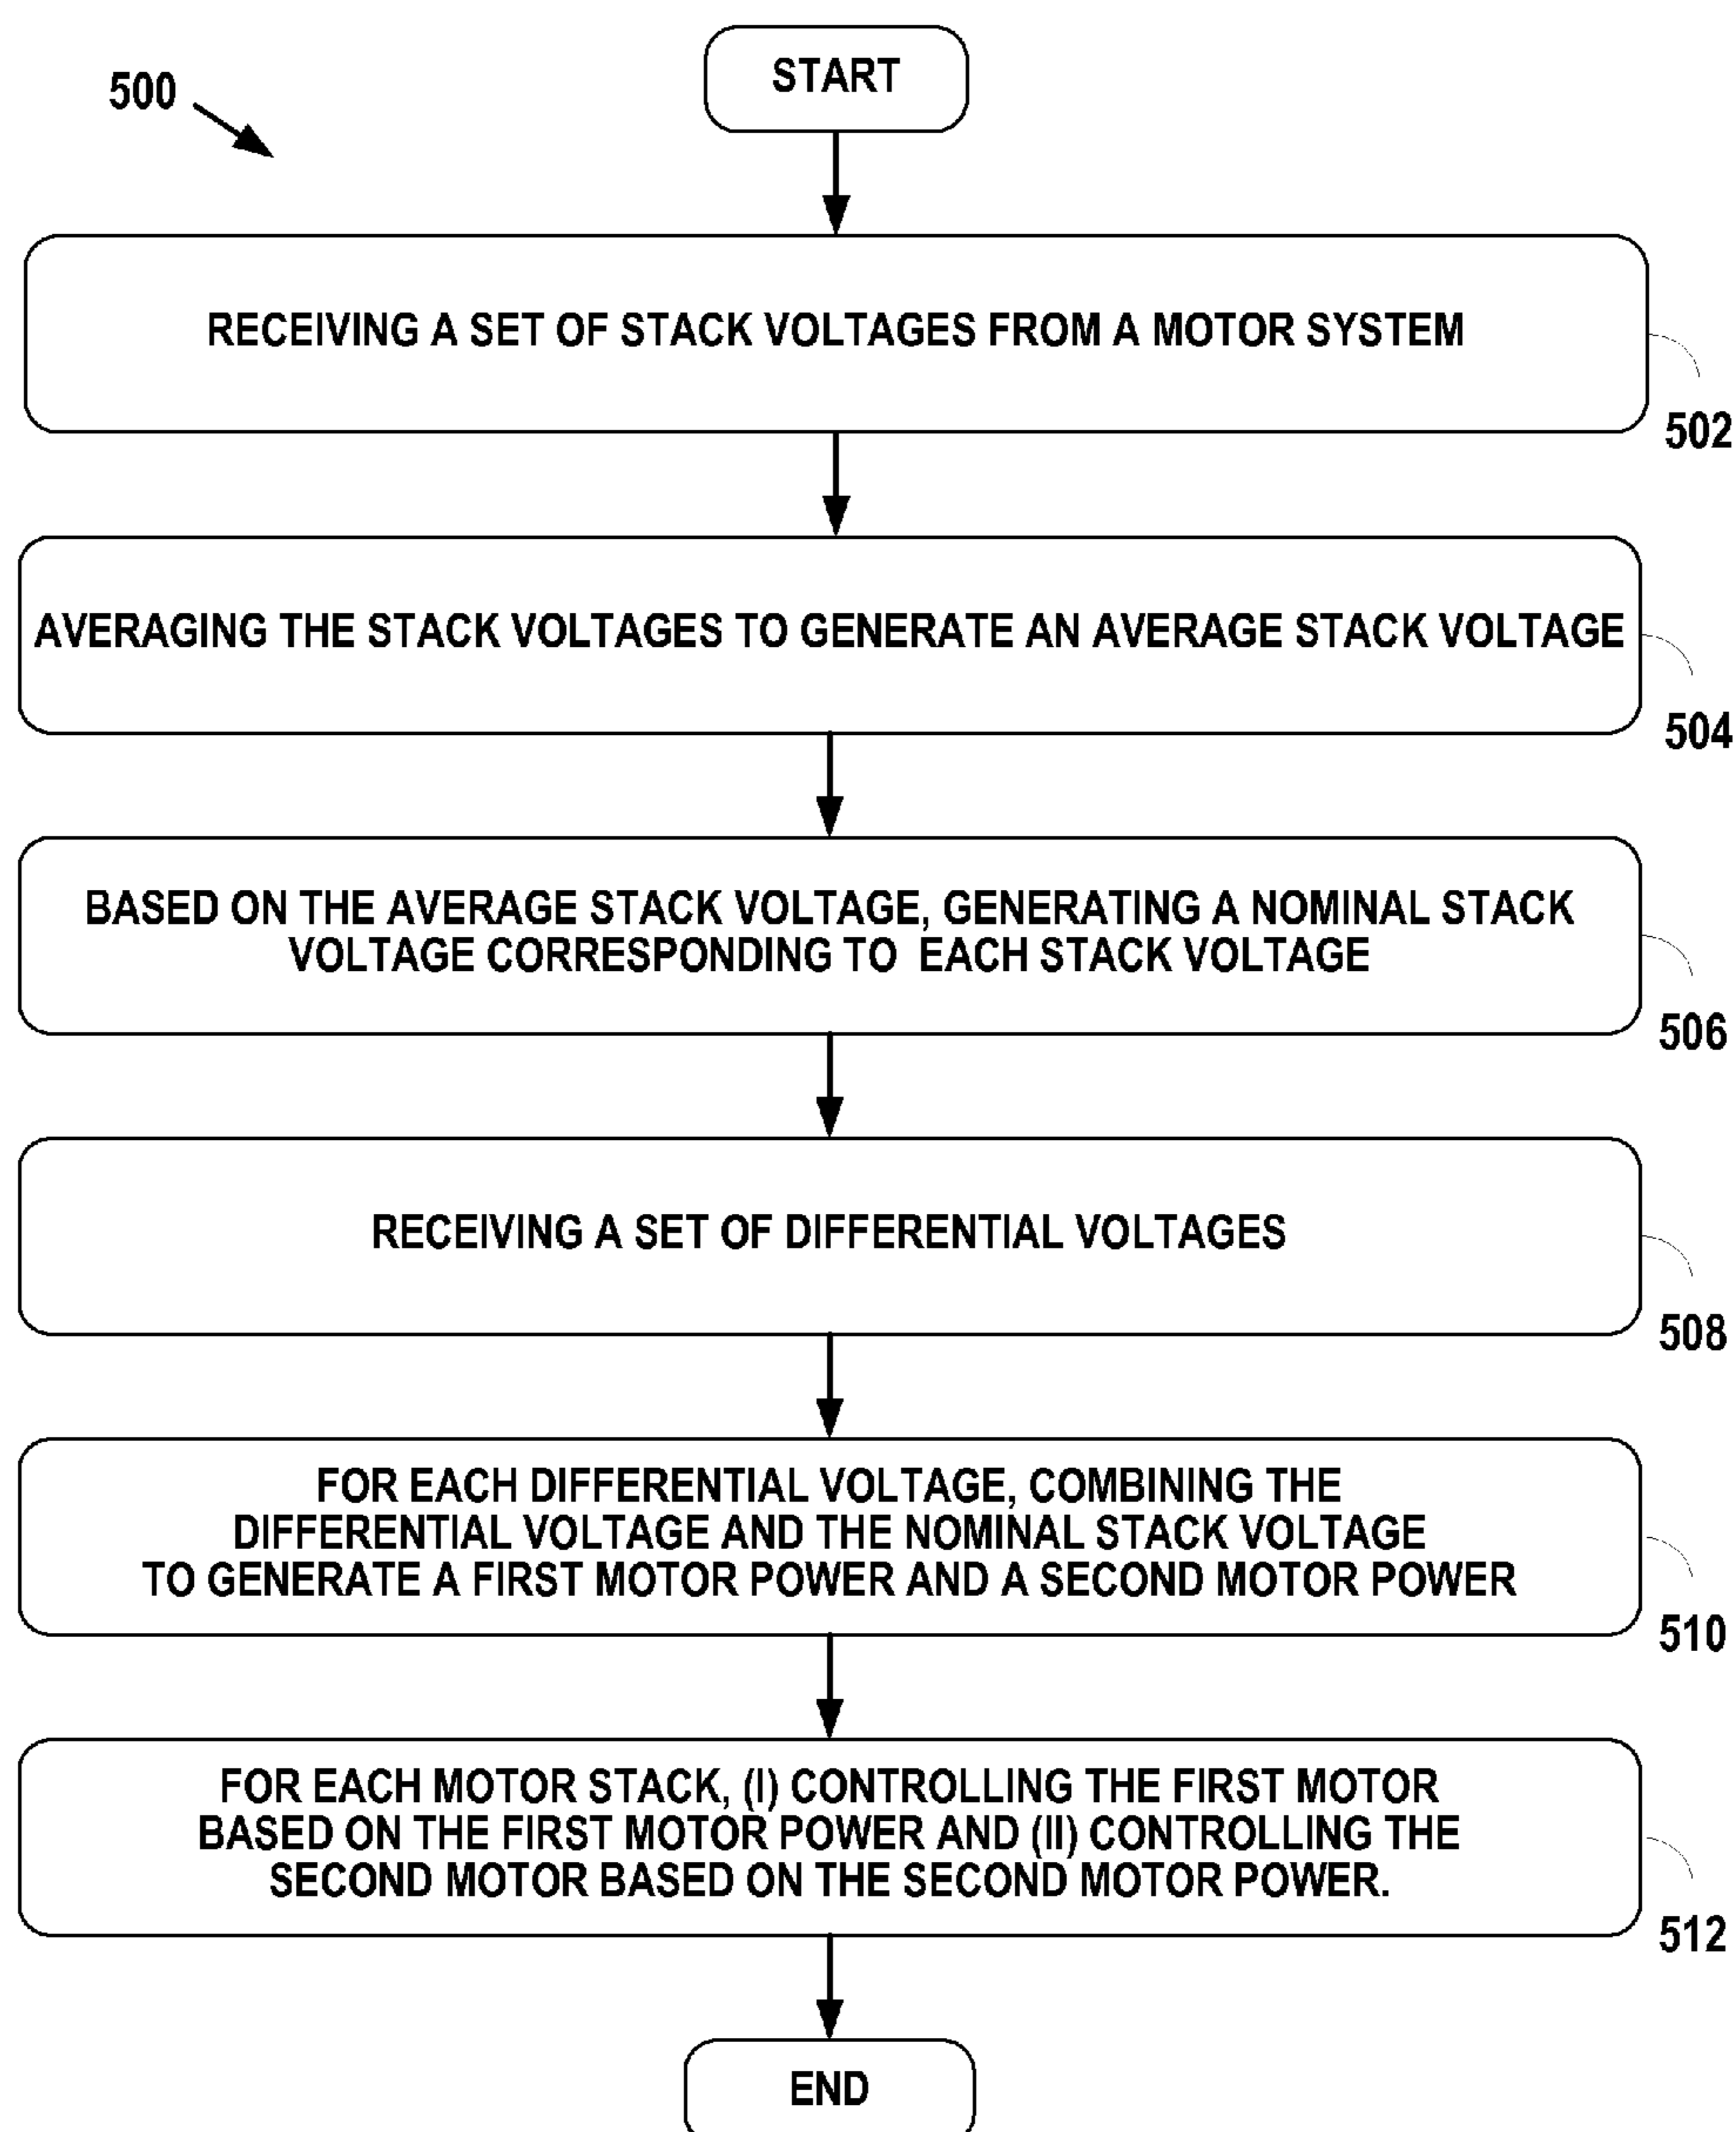 START
500
RECEIVING A SET OF STACK VOLTAGES FROM A MOTOR SYSTEM
502
AVERAGING THE STACK VOLTAGES TO GENERATE AN AVERAGE STACK VOLTAGE
504
BASED ON THE AVERAGE STACK VOLTAGE, GENERATING A NOMINAL STACK
VOLTAGE CORRESPONDING TO EACH STACK VOLTAGE
506
RECEIVING A SET OF DIFFERENTIAL VOLTAGES
508
FOR EACH DIFFERENTIAL VOLTAGE, COMBINING THE
DIFFERENTIAL VOLTAGE AND THE NOMINAL STACK VOLTAGE
TO GENERATE A FIRST MOTOR POWER AND A SECOND MOTOR POWER
510
FOR EACH MOTOR STACK, (I) CONTROLLING THE FIRST MOTOR
BASED ON THE FIRST MOTOR POWER AND (II) CONTROLLING THE
SECOND MOTOR BASED ON THE SECOND MOTOR POWER.
512
END